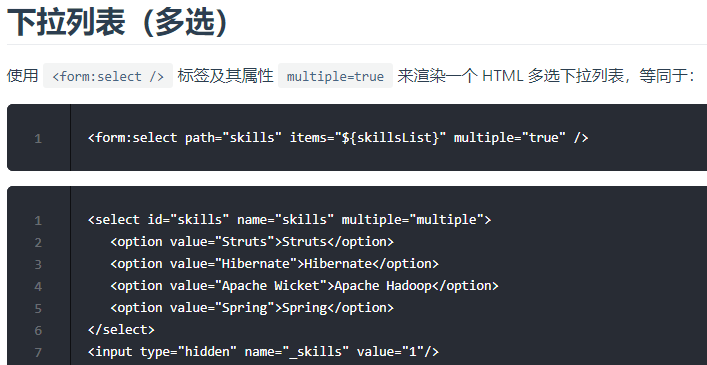 下拉列表（多选）
使用 <form:select /> 标签及其属性 multiple=true 来渲染一个 HTML 多选下拉列表，等同于：
1 <form:select path="skills" items="${skillsList}" multiple="true" />
1 <select id="skills" name="skills" multiple="multiple">
2 <option value="Struts">Struts</option>
3 <option value="Hibernate">Hibernate</option>
4 <option value="Apache Wicket">Apache Hadoop</option>
5 <option value="Spring">Spring</option>
6 </select>
7 <input type="hidden" name="_skills" value="1"/>